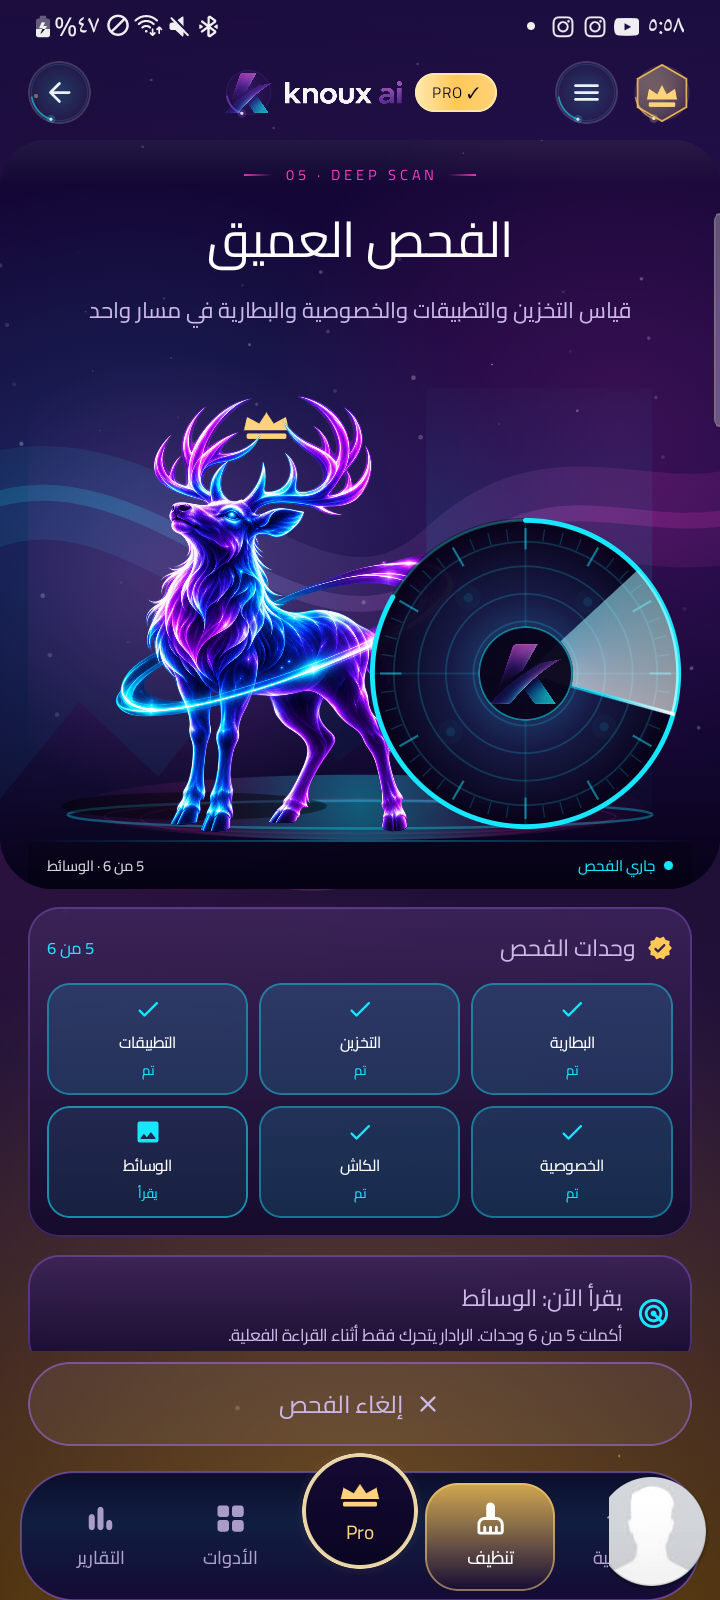 %٤٧
٥:٥٨
knoux ai
PRO ✓
05 · DEEP SCAN
الفحص العميق
قياس التخزين والتطبيقات والخصوصية والبطارية في مسار واحد
جاري الفحص
5 من 6 · الوسائط
وحدات الفحص
5 من 6
البطارية
تم
التخزين
تم
التطبيقات
تم
الخصوصية
تم
الكاش
تم
الوسائط
يقرأ
يقرأ الآن: الوسائط
أكملت 5 من 6 وحدات. الرادار يتحرك فقط أثناء القراءة الفعلية.
إلغاء الفحص
تنظيف
Pro
الأدوات
التقارير